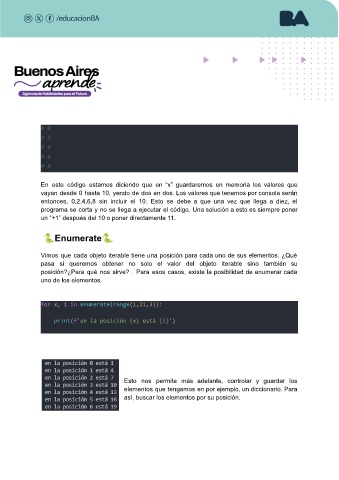 /educacionBA
BA
Buenos Aires
aprende
Agencia de Habilidades para el Futuro
# 0
# 2
# 4
# 6
# 8
En este código estamos diciendo que en “x” guardaremos en memoria los valores que
vayan desde 0 hasta 10, yendo de dos en dos. Los valores que tenemos por consola serán
entonces, 0,2,4,6,8 sin incluir el 10. Esto se debe a que una vez que llega a diez, el
programa se corta y no se llega a ejecutar el código. Una solución a esto es siempre poner
un “+1” después del 10 o poner directamente 11.
Enumerate
Vimos que cada objeto iterable tiene una posición para cada uno de sus elementos. ¿Qué
pasa si queremos obtener no solo el valor del objeto iterable sino también su
posición?¿Para qué nos sirve? . Para esos casos, existe la posibilidad de enumerar cada
uno de los elementos.
for x, i in enumerate(range(1,21,3)):
print(f'en la posición {x} está {i}')
en la posición 0 está 1
en la posición 1 está 4
en la posición 2 está 7
en la posición 3 está 10
en la posición 4 está 13
en la posición 5 está 16
en la posición 6 está 19
Esto nos permite más adelante, controlar y guardar los
elementos que tengamos en por ejemplo, un diccionario. Para
así, buscar los elementos por su posición.